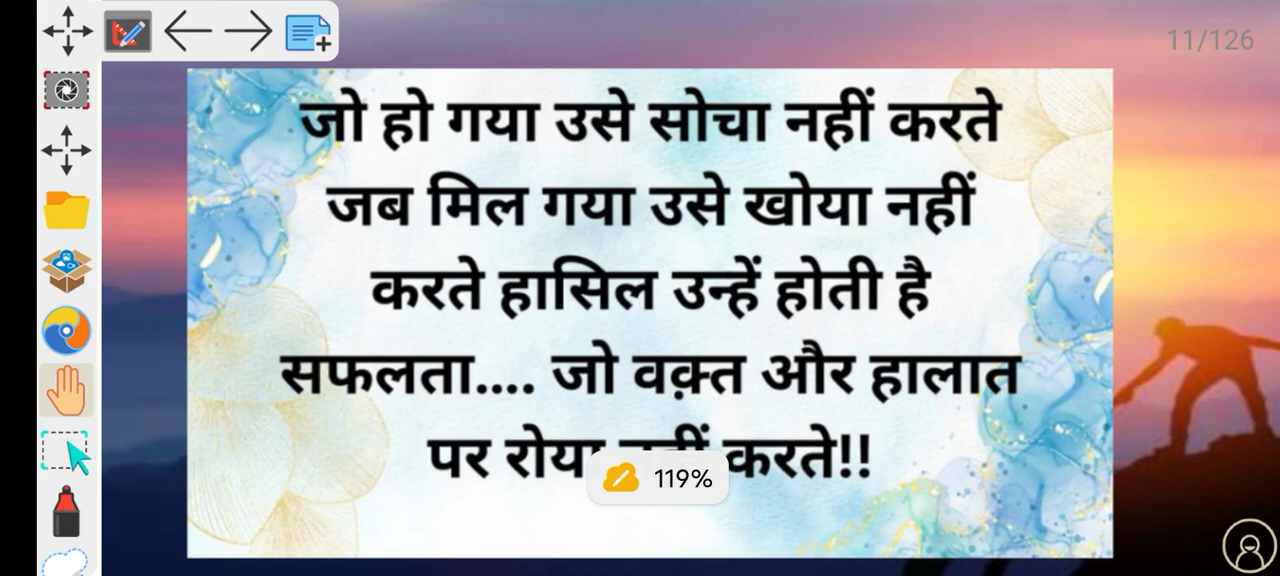 11/126
जो हो गया उसे सोचा नहीं करते
जब मिल गया उसे खोया नहीं
करते हासिल उन्हें होती है
सफलता.... जो वक़्त और हालात
पर रोया करते!!
119%